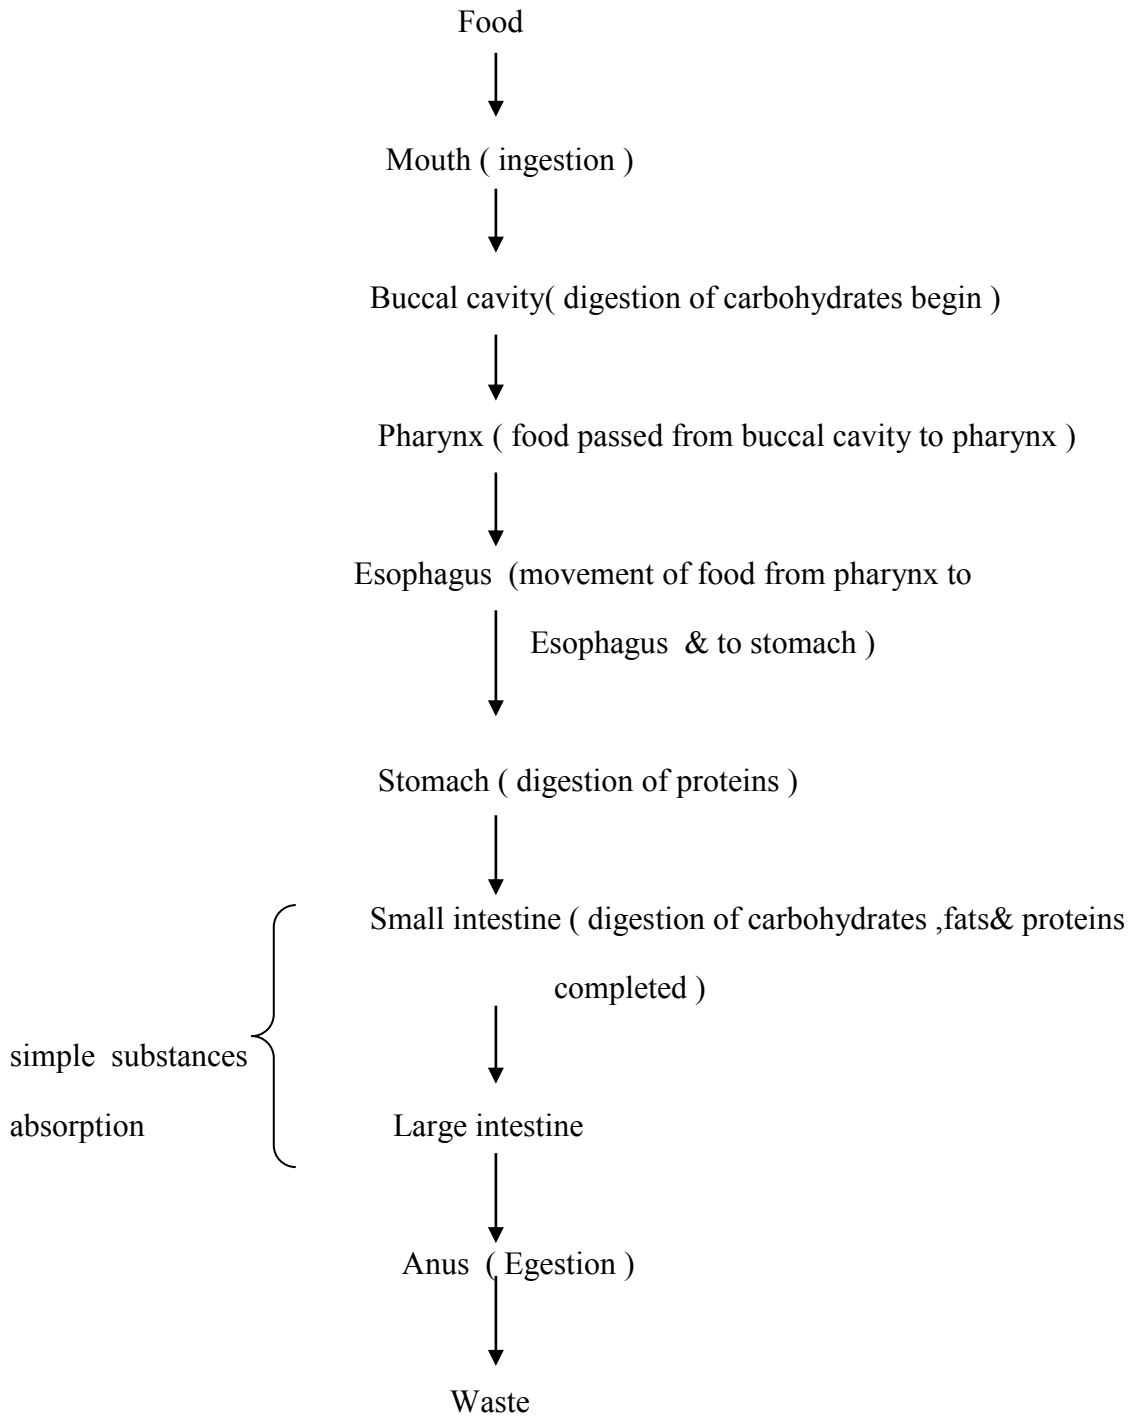 Food
Mouth ( ingestion )
Buccal cavity( digestion of carbohydrates begin )
Pharynx ( food passed from buccal cavity to pharynx )
Esophagus  (movement of food from pharynx to
Esophagus  & to stomach )
Stomach ( digestion of proteins )
Small intestine ( digestion of carbohydrates ,fats& proteins
completed )
simple  substances
absorption
Large intestine
Anus  ( Egestion )
Waste